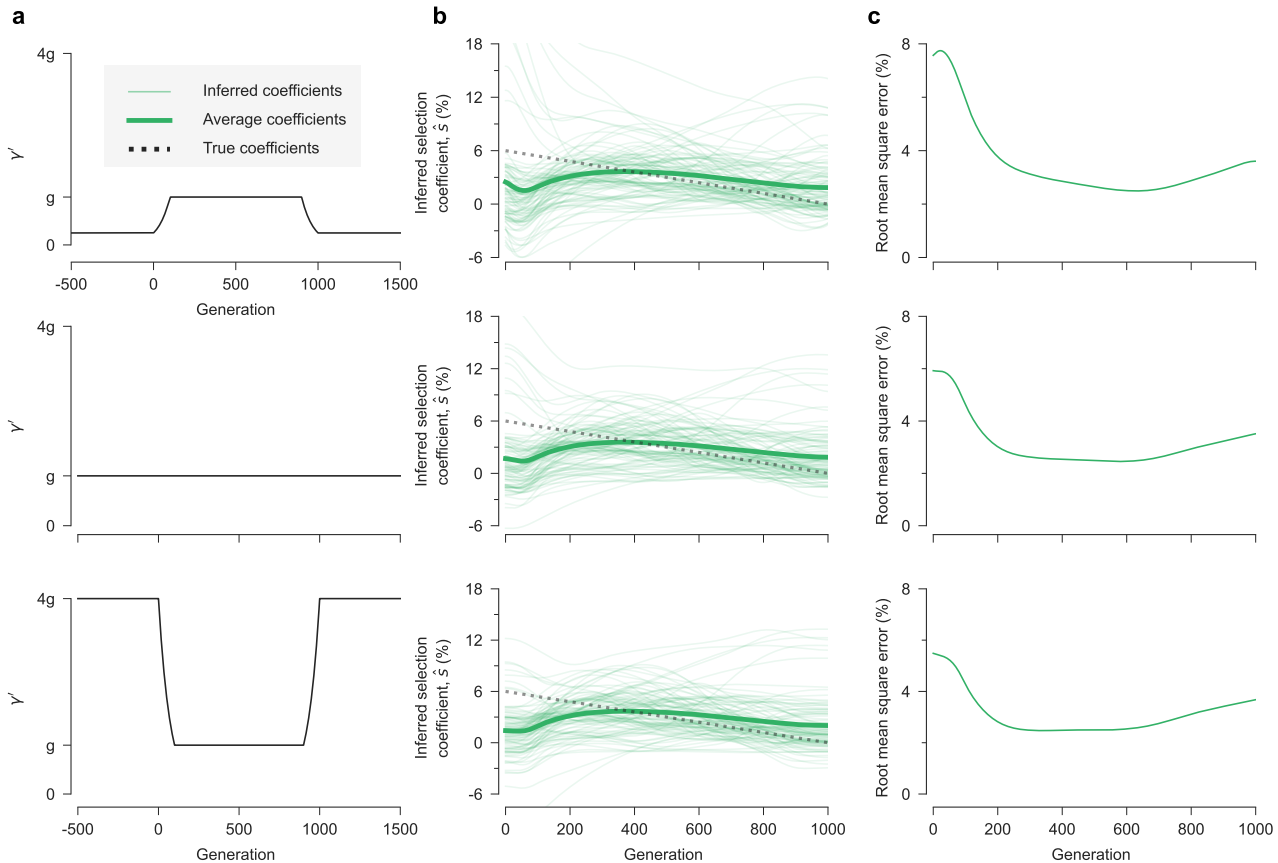 a
b
c
4g
g
0
γ′
Inferred coefficients
Average coefficients
True coefficients
-500
0
500
1000
1500
Generation
18
12
6
0
-6
Inferred selection
coefficient, ŝ (%)
8
4
0
Root mean square error (%)
4g
g
0
γ′
18
12
6
0
-6
Inferred selection
coefficient, ŝ (%)
8
4
0
Root mean square error (%)
4g
g
0
γ′
-500
0
500
1000
1500
Generation
18
12
6
0
-6
Inferred selection
coefficient, ŝ (%)
0
200
400
600
800
1000
Generation
8
4
0
Root mean square error (%)
0
200
400
600
800
1000
Generation